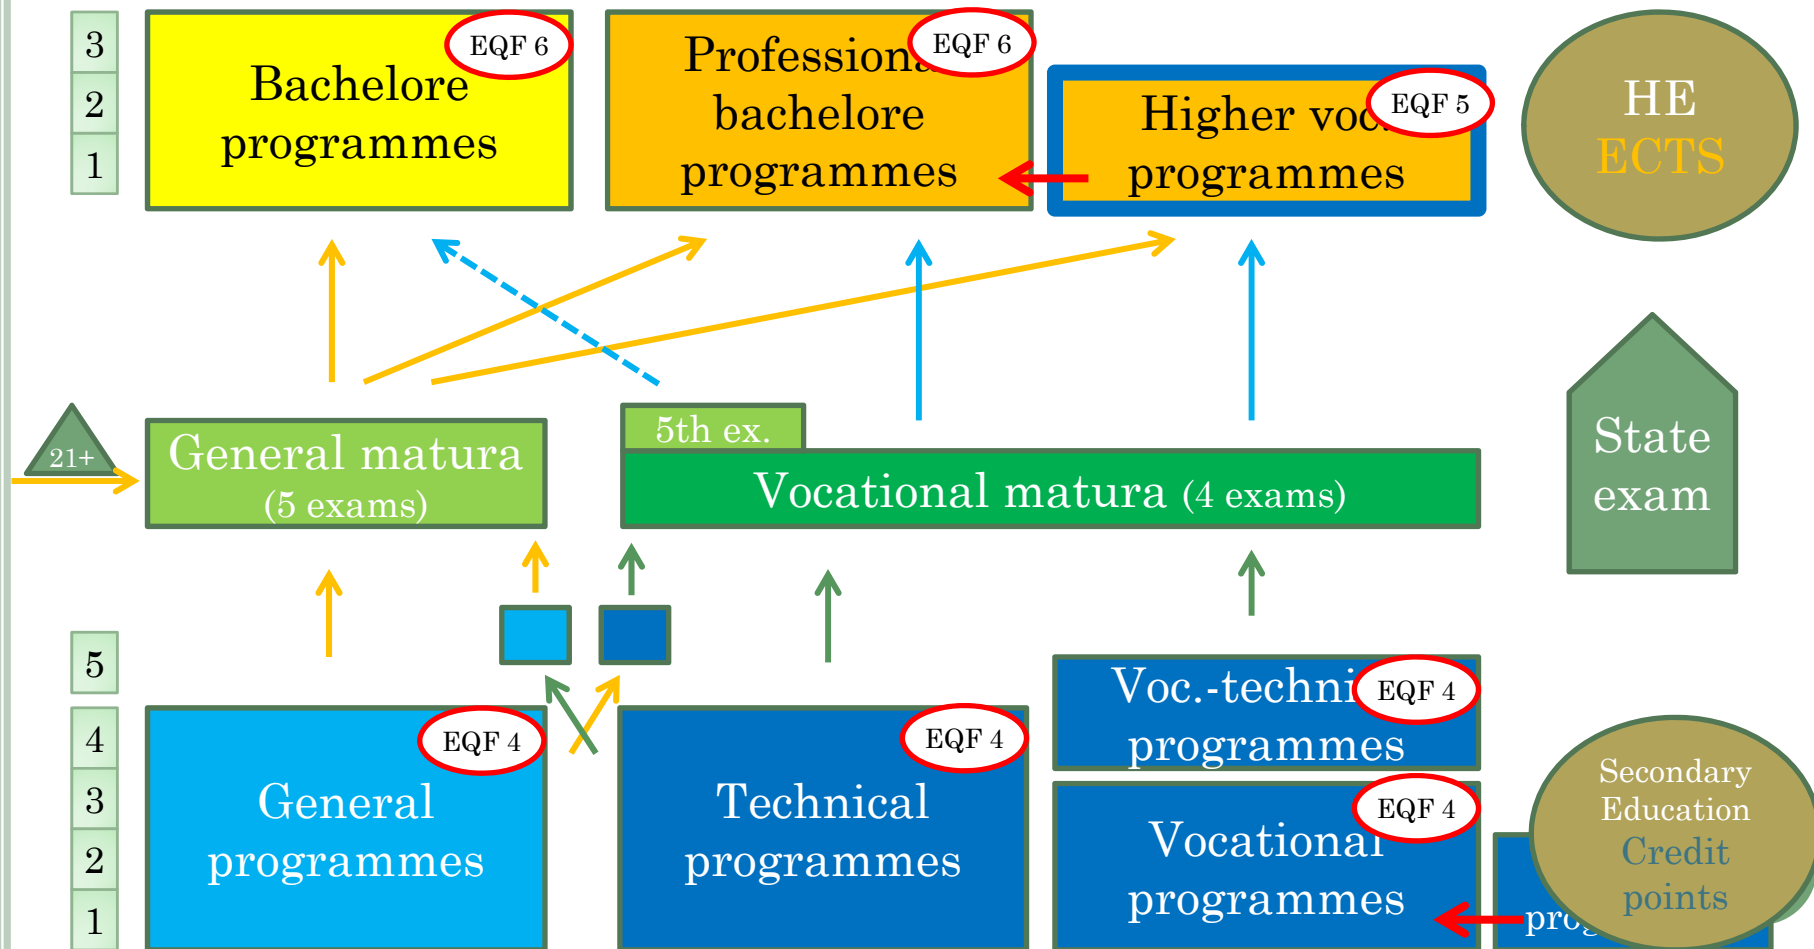 3
2
1
Bachelore
programmes
EQF 6
Professiona
bachelore
programmes
EQF 6
Higher voc.
programmes
EQF 5
HE
ECTS
21+
General matura
(5 exams)
5th ex.
Vocational matura (4 exams)
State
exam
5
4
3
2
1
General
programmes
EQF 4
Technical
programmes
EQF 4
Voc.-techni
programmes
EQF 4
Vocational
programmes
EQF 4
Secondary
Education
Credit
points